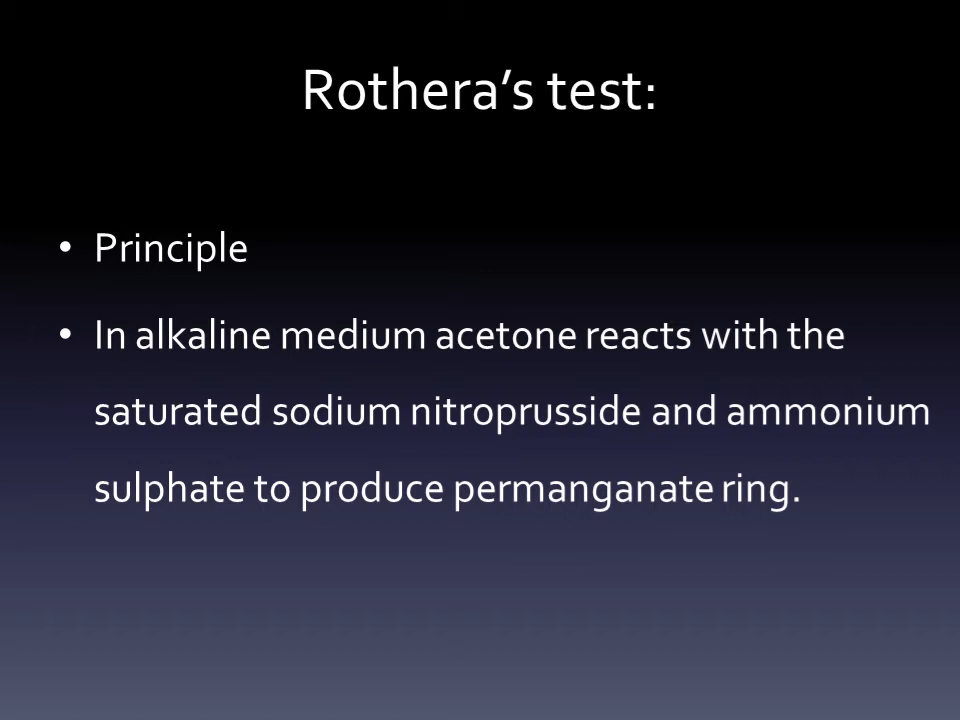 Rothera’s test:
• Principle
• In alkaline medium acetone reacts with the
saturated sodium nitroprusside and ammonium
sulphate to produce permanganate ring.